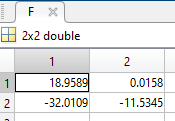 F
2x2 double
1 2
1 18.9589 0.0158
2 -32.0109 -11.5345